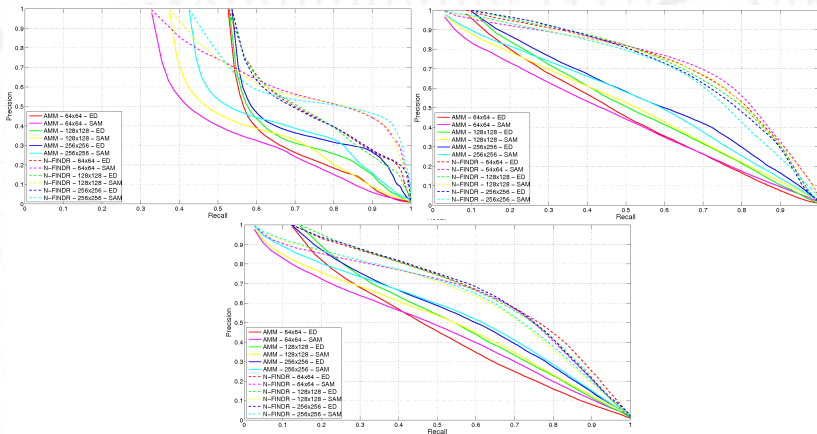 1
0.9
0.8
0.7
0.6
0.5
0.4
0.3
0.2
0.1
0
Precision
AMM – 64x64 – ED
AMM – 64x64 – SAM
AMM – 128x128 – ED
AMM – 128x128 – SAM
AMM – 256x256 – ED
AMM – 256x256 – SAM
N–FINDR – 64x64 – ED
N–FINDR – 64x64 – SAM
N–FINDR – 128x128 – ED
N–FINDR – 128x128 – SAM
N–FINDR – 256x256 – ED
N–FINDR – 256x256 – SAM
0 0.1 0.2 0.3 0.4 0.5 0.6 0.7 0.8 0.9 1
Recall
1
0.9
0.8
0.7
0.6
0.5
0.4
0.3
0.2
0.1
0
Precision
AMM – 64x64 – ED
AMM – 64x64 – SAM
AMM – 128x128 – ED
AMM – 128x128 – SAM
AMM – 256x256 – ED
AMM – 256x256 – SAM
N–FINDR – 64x64 – ED
N–FINDR – 64x64 – SAM
N–FINDR – 128x128 – ED
N–FINDR – 128x128 – SAM
N–FINDR – 256x256 – ED
N–FINDR – 256x256 – SAM
0 0.1 0.2 0.3 0.4 0.5 0.6 0.7 0.8 0.9
Recall
1
0.9
0.8
0.7
0.6
0.5
0.4
0.3
0.2
0.1
0
Precision
AMM – 64x64 – ED
AMM – 64x64 – SAM
AMM – 128x128 – ED
AMM – 128x128 – SAM
AMM – 256x256 – ED
AMM – 256x256 – SAM
N–FINDR – 64x64 – ED
N–FINDR – 64x64 – SAM
N–FINDR – 128x128 – ED
N–FINDR – 128x128 – SAM
N–FINDR – 256x256 – ED
N–FINDR – 256x256 – SAM
0 0.1 0.2 0.3 0.4 0.5 0.6 0.7 0.8 0.9 1
Recall